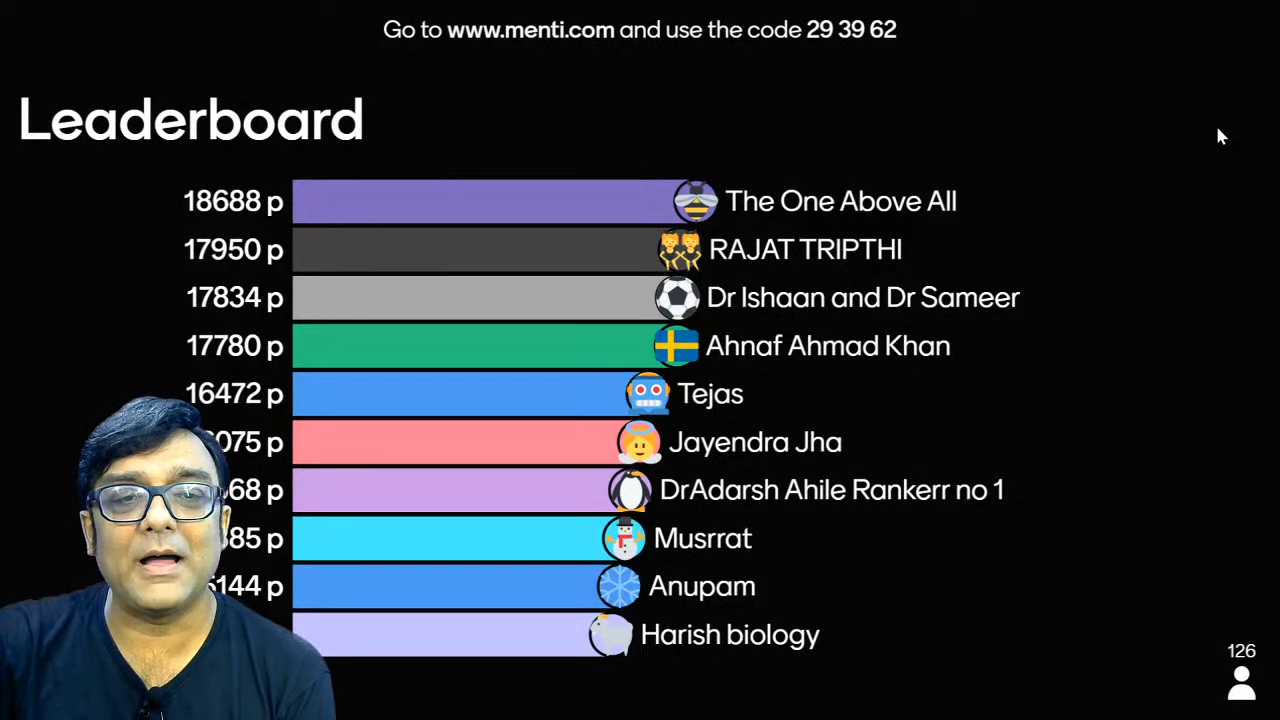 Go to www.menti.com and use the code 29 39 62
Leaderboard
18688 p The One Above All
17950 p RAJAT TRIPTHI
17834 p Dr Ishaan and Dr Sameer
17780 p Ahnaf Ahmad Khan
16472 p Tejas
p Jayendra Jha
p DrAdarsh Ahile Rankerr no 1
p Musrrat
p Anupam
Harish biology
126